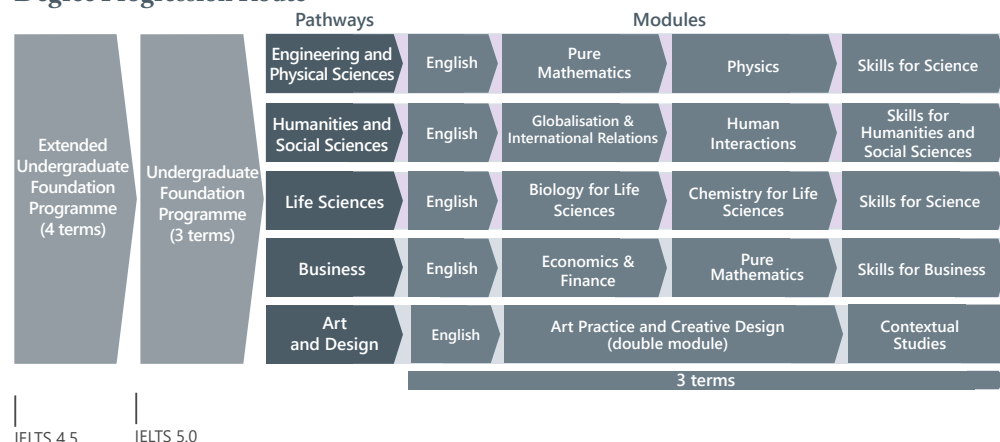 Degree Progression Route
Pathways
Modules
Extended
Undergraduate
Foundation
Programme
(4 terms)
Undergraduate
Foundation
Programme
(3 terms)
Engineering and
Physical Sciences
English
Pure
Mathematics
Physics
Skills for Science
Humanities and
Social Sciences
English
Globalisation &
International Relations
Human
Interactions
Skills for
Humanities and
Social Sciences
Life Sciences
English
Biology for Life
Sciences
Chemistry for Life
Sciences
Skills for Science
Business
English
Economics &
Finance
Pure
Mathematics
Skills for Business
Art
and Design
English
Art Practice and Creative Design
(double module)
Contextual
Studies
3 terms
IELTS 4.5
IELTS 5.0